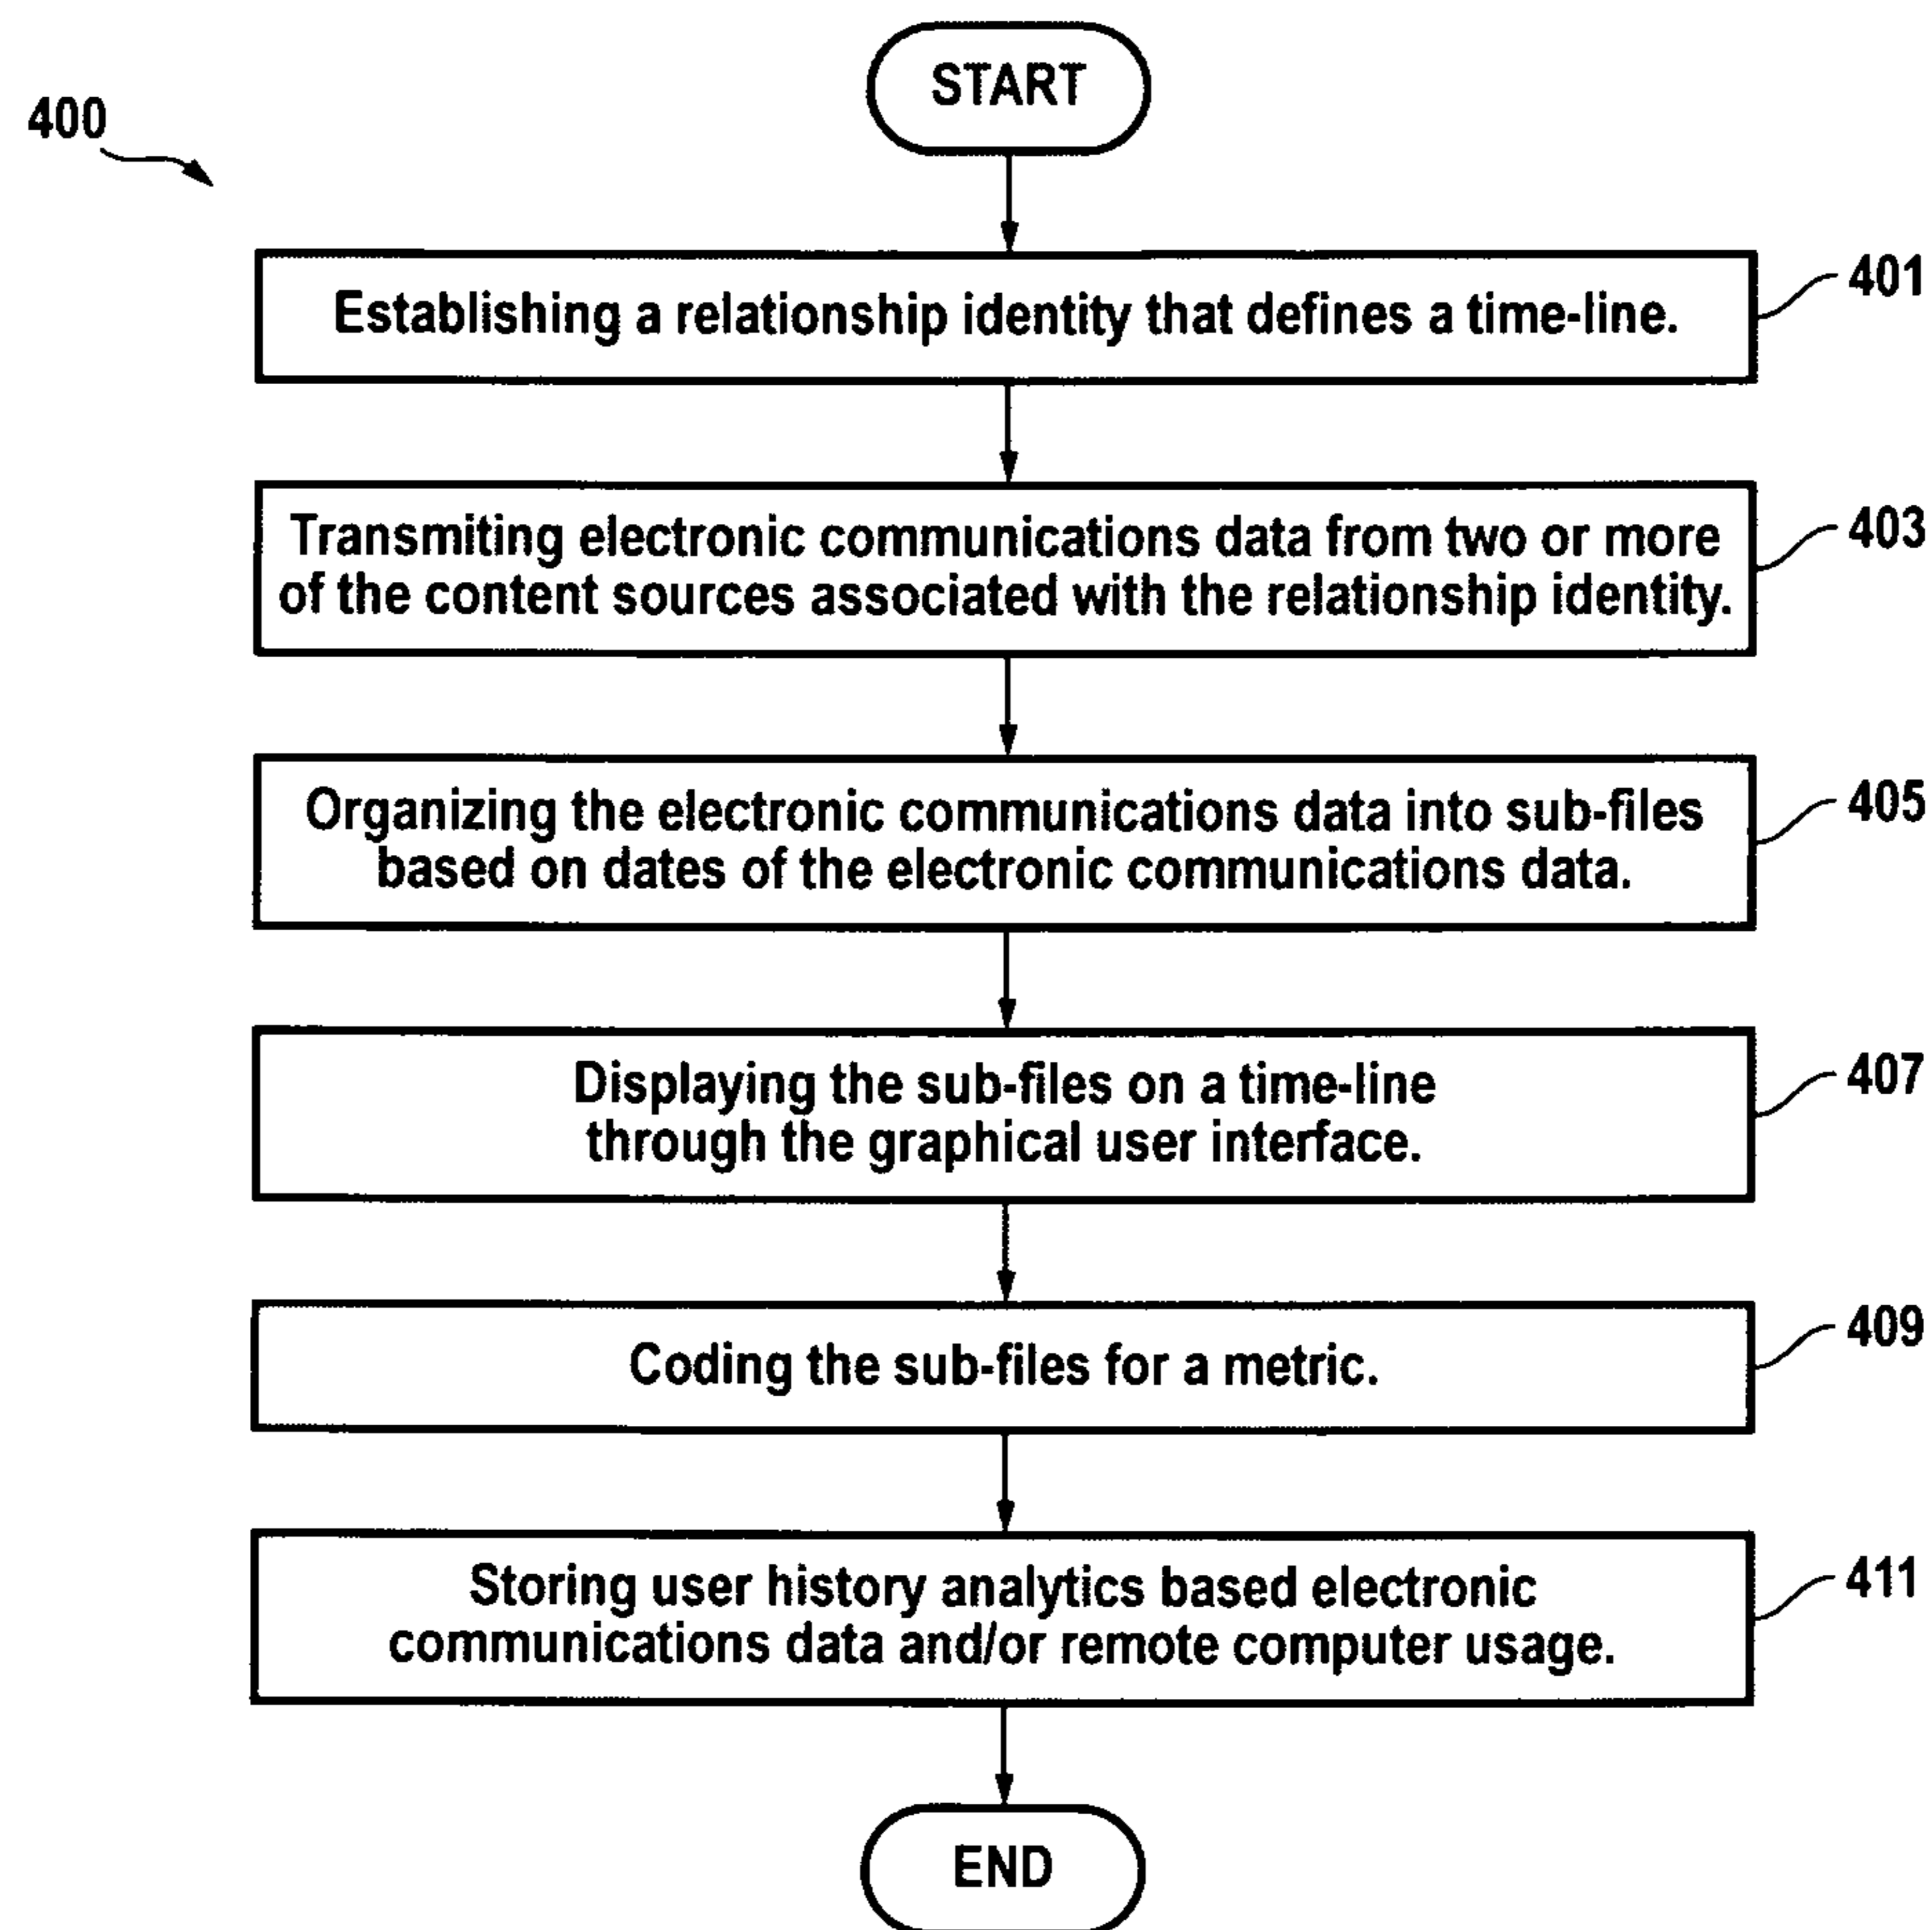 START
400
Establishing a relationship identity that defines a time-line.
401
Transmiting electronic communications data from two or more
of the content sources associated with the relationship identity.
403
Organizing the electronic communications data into sub-files
based on dates of the electronic communications data.
405
Displaying the sub-files on a time-line
through the graphical user interface.
407
Coding the sub-files for a metric.
409
Storing user history analytics based electronic
communications data and/or remote computer usage.
411
END